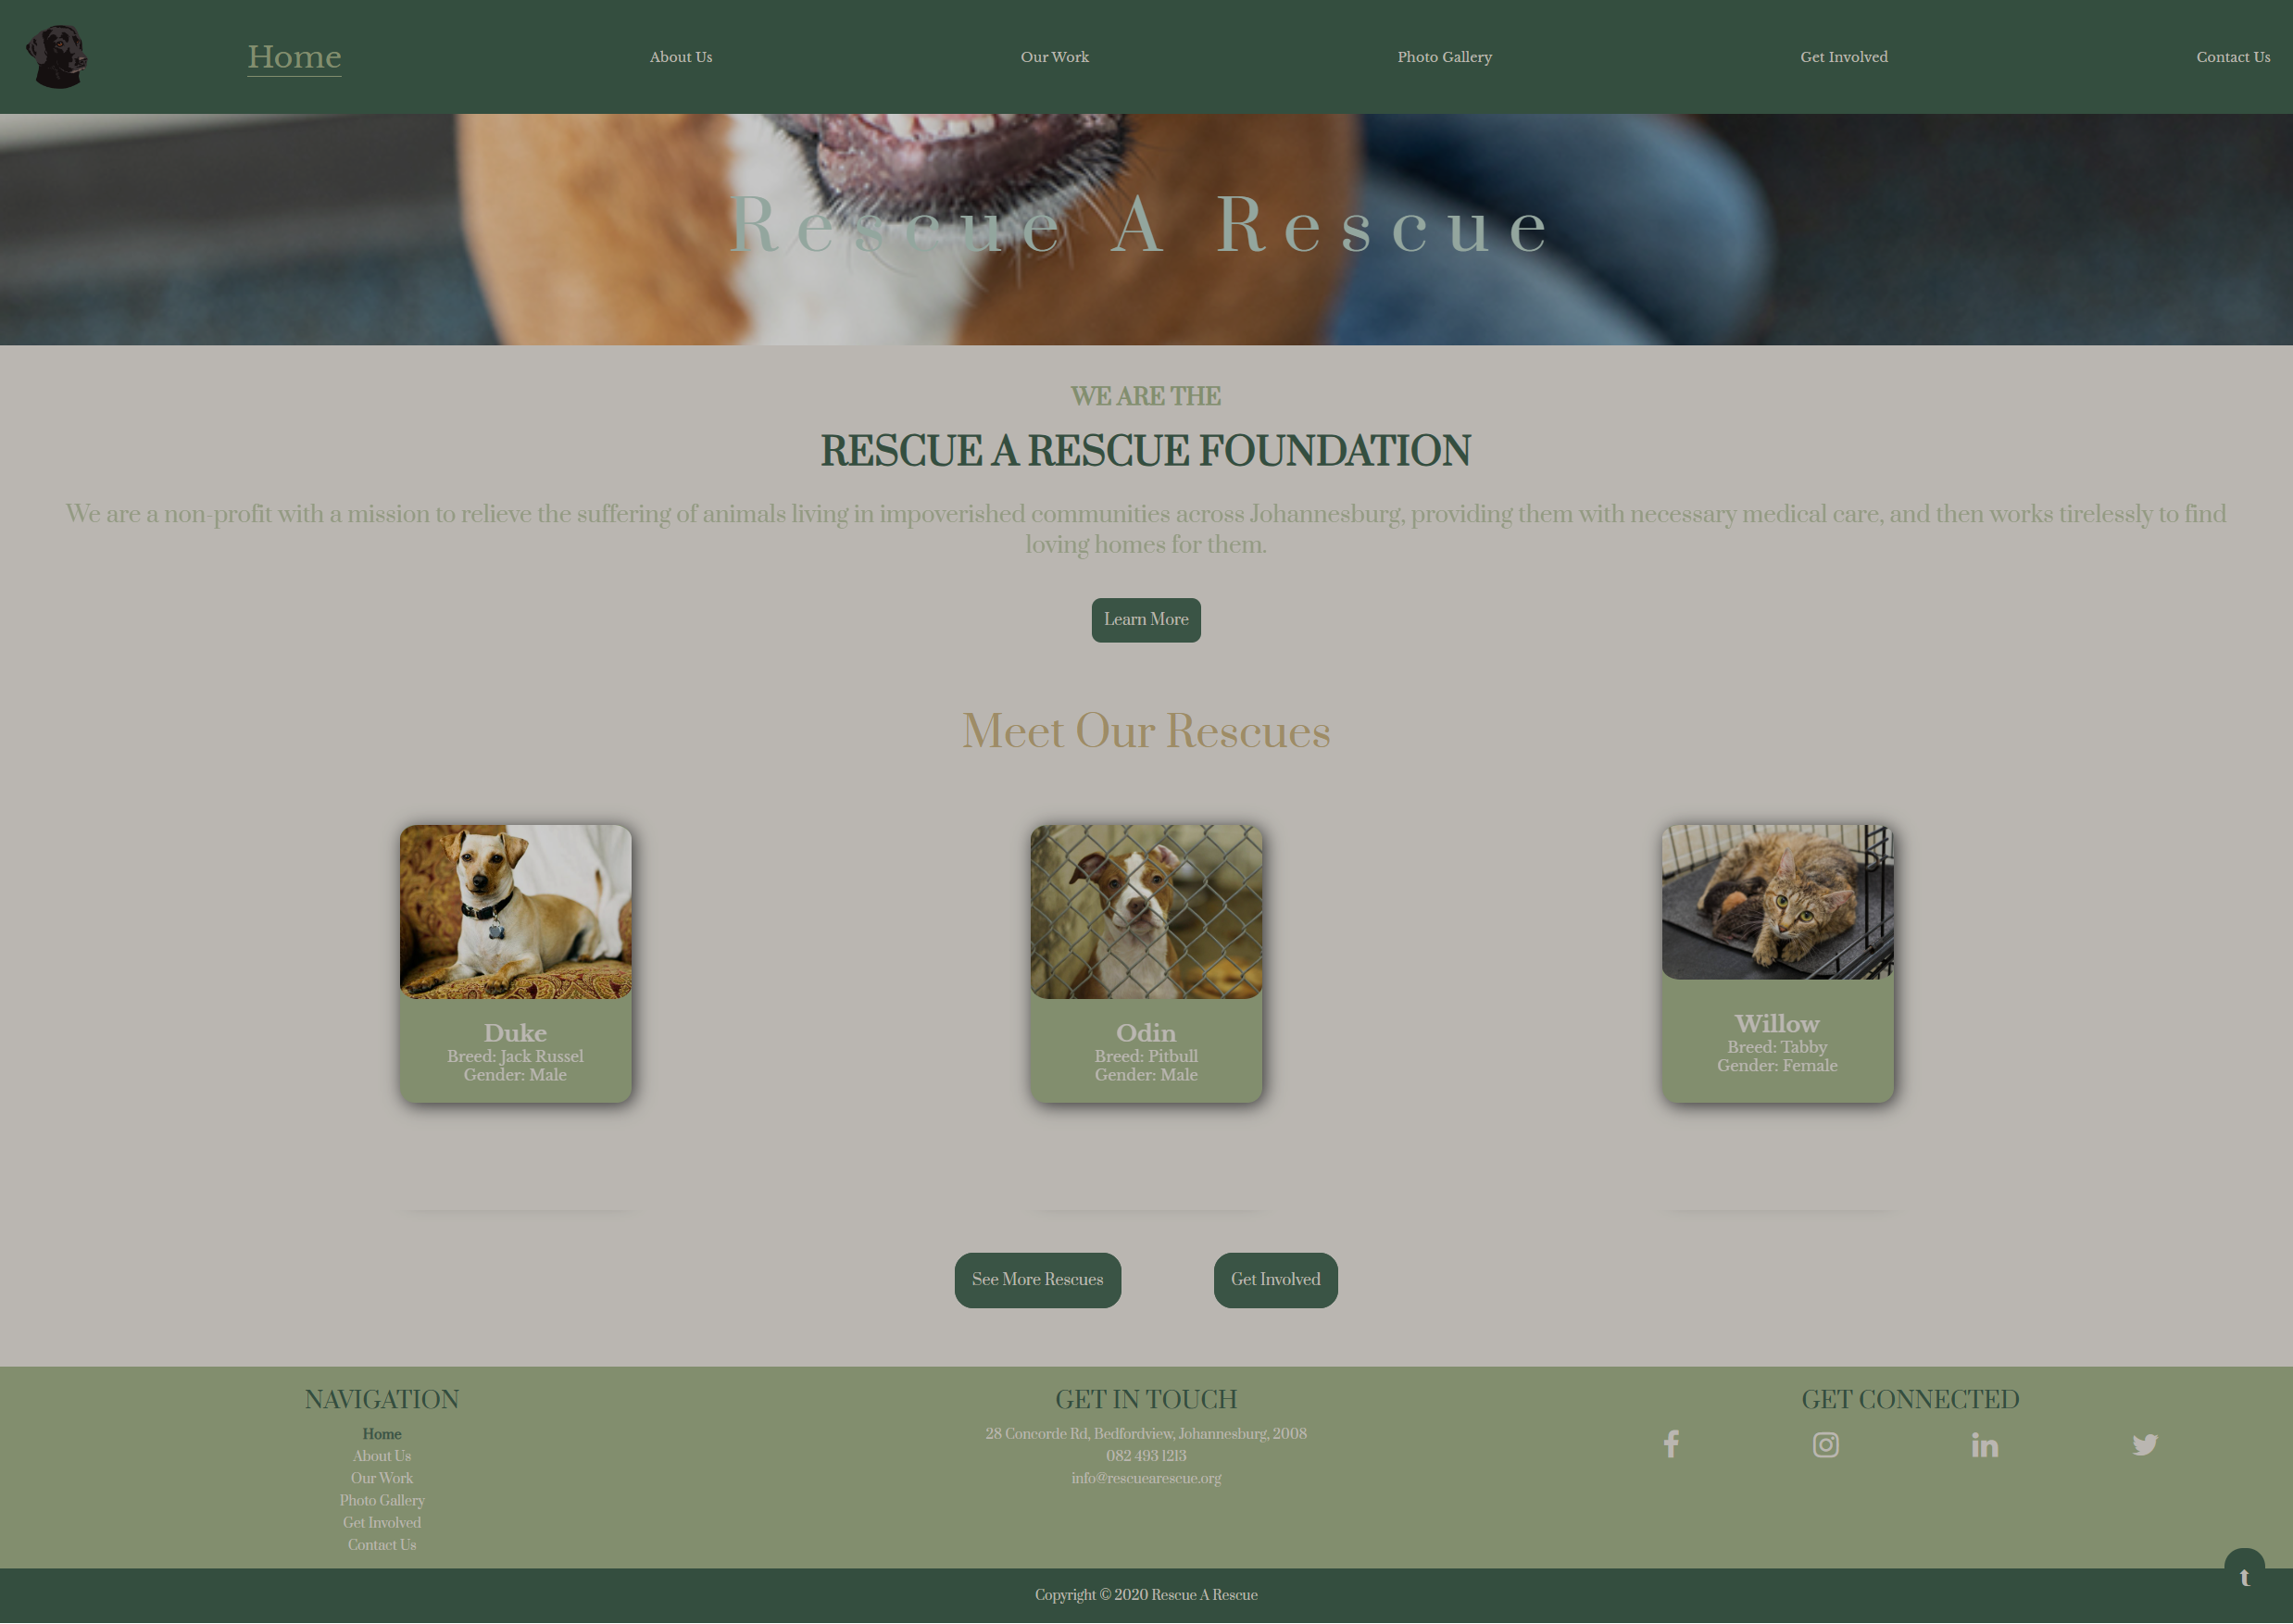 Home
About Us
Our Work
Photo Gallery
Get Involved
Contact Us
Rescue A Rescue
WE ARE THE
RESCUE A RESCUE FOUNDATION
We are a non-profit with a mission to relieve the suffering of animals living in impoverished communities across Johannesburg, providing them with necessary medical care, and then works tirelessly to find
loving homes for them.
Learn More
Meet Our Rescues
Duke
Breed: Jack Russel
Gender: Male
Odin
Breed: Pitbull
Gender: Male
Willow
Breed: Tabby
Gender: Female
See More Rescues
Get Involved
NAVIGATION
Home
About Us
Our Work
Photo Gallery
Get Involved
Contact Us
GET IN TOUCH
28 Concorde Rd, Bedfordview, Johannesburg, 2008
082 493 1213
info@rescuearescue.org
GET CONNECTED
Copyright © 2020 Rescue A Rescue
t